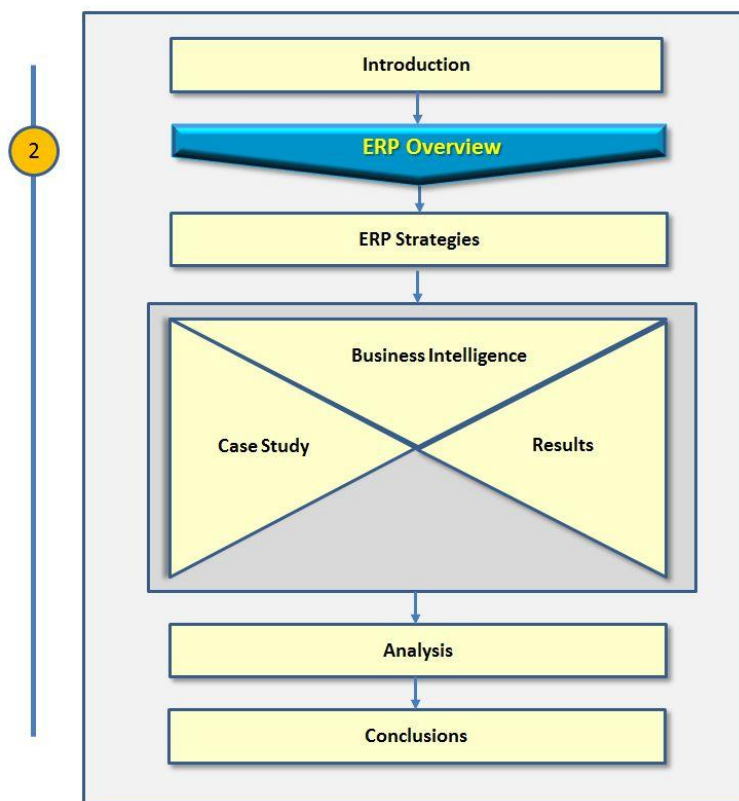 Introduction
2
ERP Overview
ERP Strategies
Business Intelligence
Case Study
Results
Analysis
Conclusions